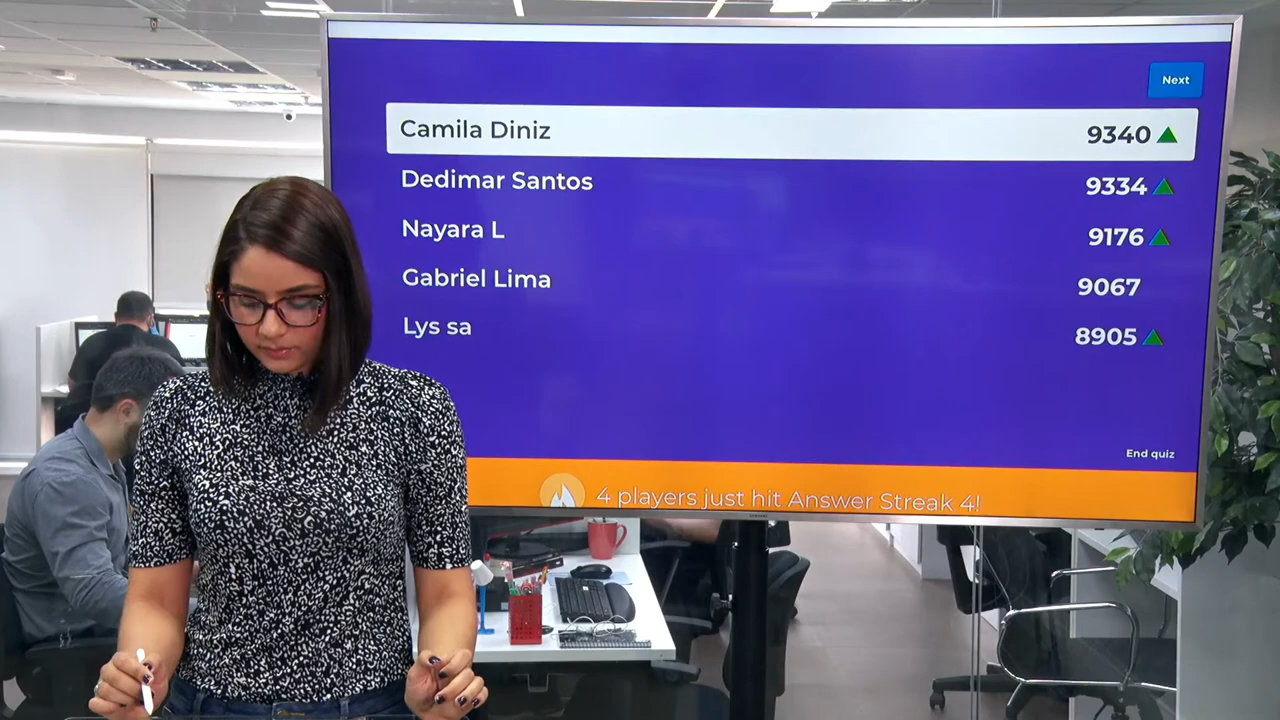 Next
Camila Diniz 9340
Dedimar Santos 9334
Nayara L 9176
Gabriel Lima 9067
Lys sa 8905
End quiz
4 players just hit Answer Streak 4!